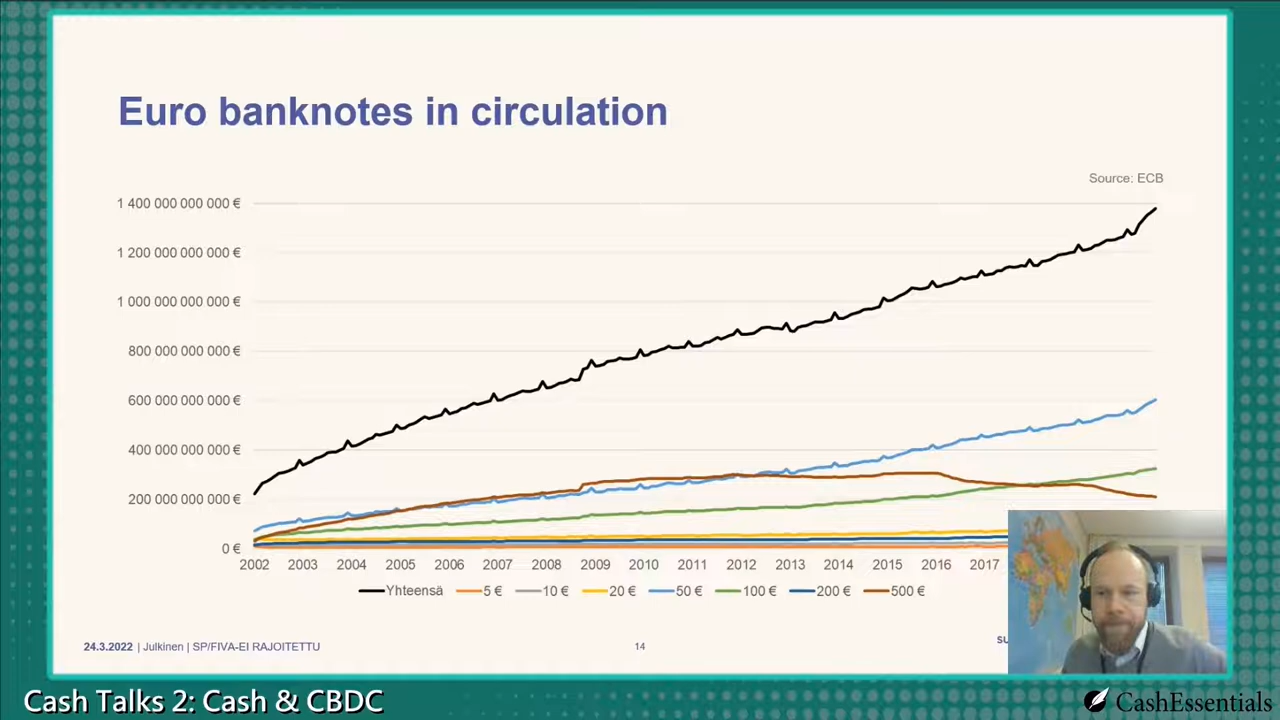 Euro banknotes in circulation
Source: ECB
1 400 000 000 000 €
1 200 000 000 000 €
1 000 000 000 000 €
800 000 000 000 €
600 000 000 000 €
400 000 000 000 €
200 000 000 000 €
0 €
2002 2003 2004 2005 2006 2007 2008 2009 2010 2011 2012 2013 2014 2015 2016 2017
Yhteensä 5 € 10 € 20 € 50 € 100 € 200 € 500 €
24.3.2022 | Julkinen | SP/FIVA-EI RAJOITETTU 14
Cash Talks 2: Cash & CBDC
CashEssentials